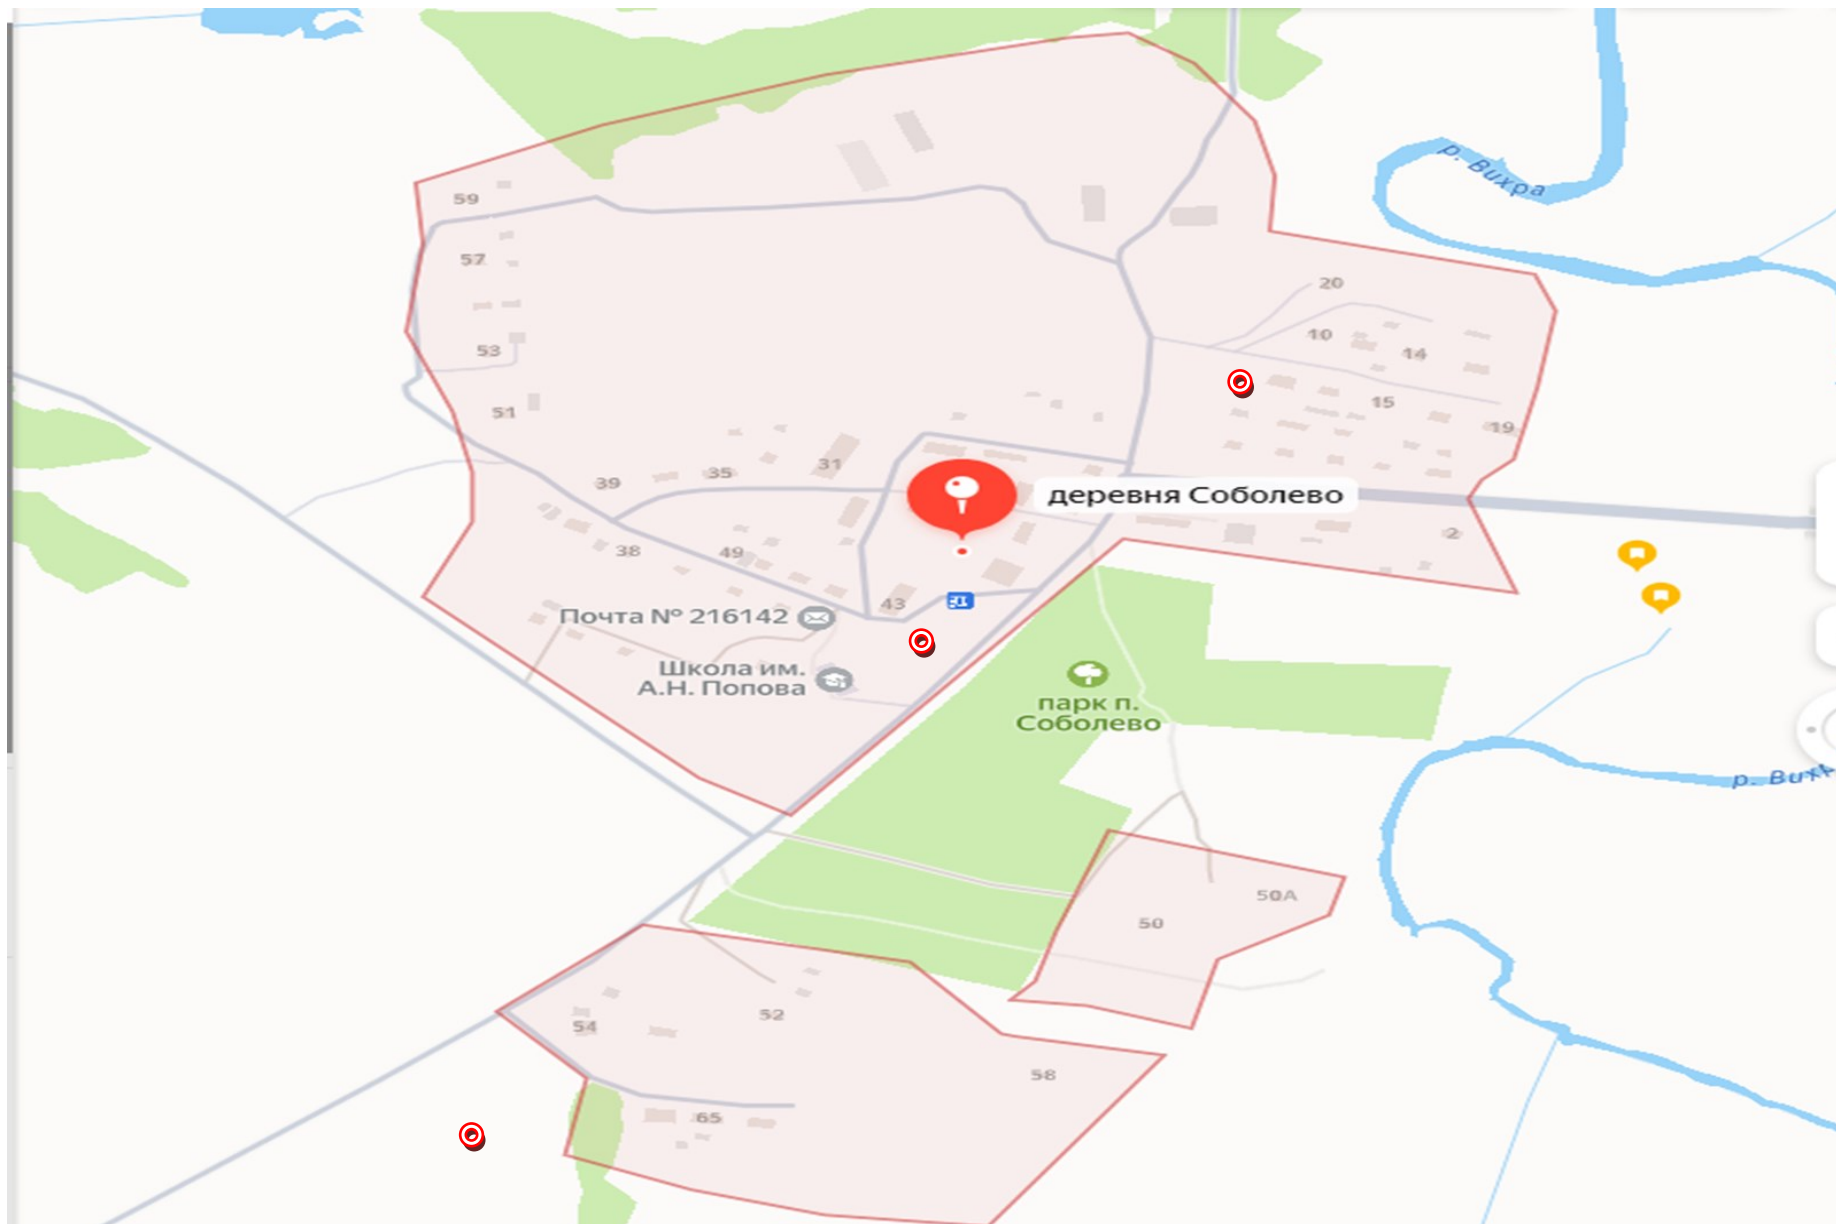 р. Вихра
59
57
20
10
14
53
51
15
19
31
35
39
деревня Соболево
2
38
49
43
Почта № 216142
Школа им.
А.Н. Попова
парк п.
Соболево
р. Вихр
50А
50
52
54
58
65